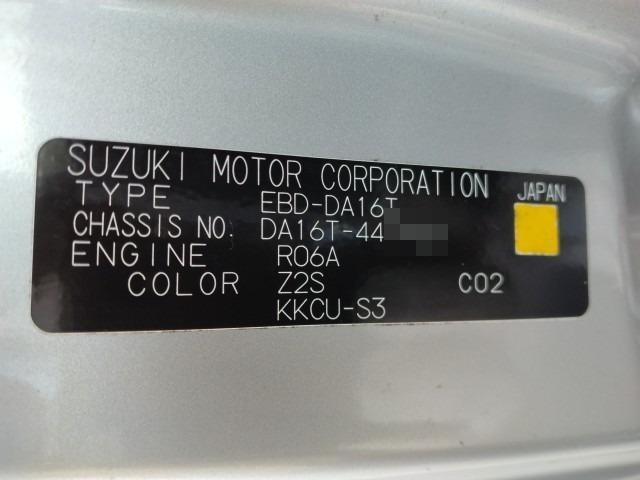 SUZUKI MOTOR CORPORATION JAPAN
TYPE EBD-DA16T
CHASSIS NO. DA16T-44
ENGINE R06A
COLOR Z2S C02
KKCU-S3